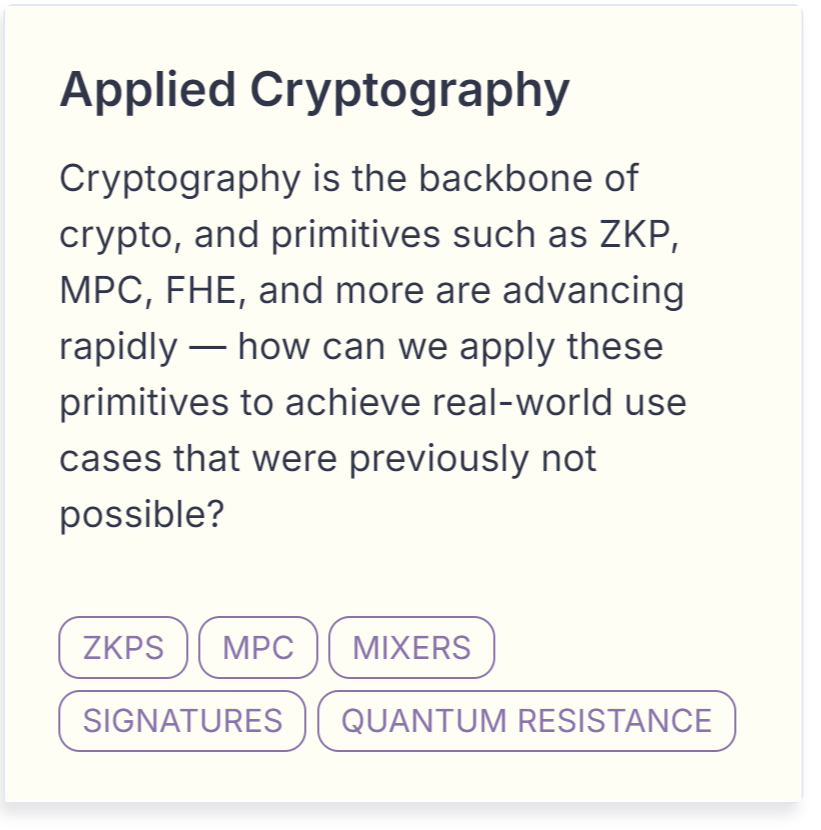 Applied Cryptography
Cryptography is the backbone of
crypto, and primitives such as ZKP,
MPC, FHE, and more are advancing
rapidly — how can we apply these
primitives to achieve real-world use
cases that were previously not
possible?
ZKPS MPC MIXERS
SIGNATURES QUANTUM RESISTANCE